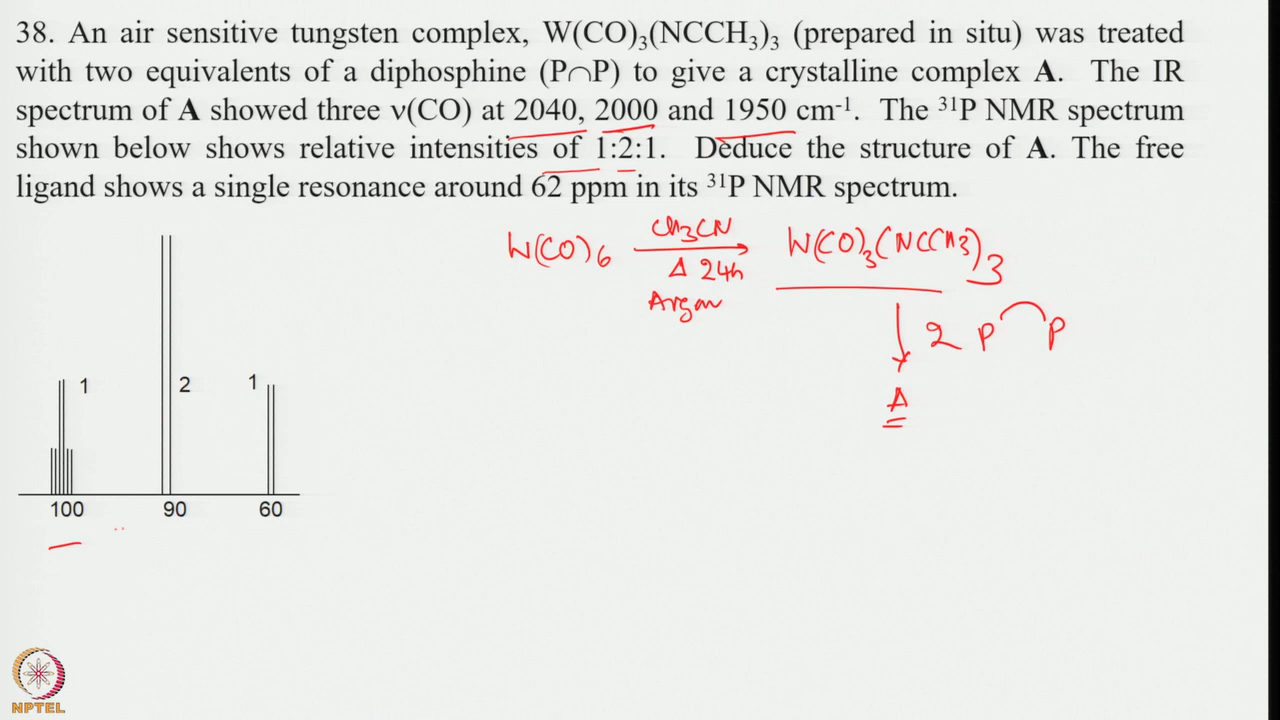 38. An air sensitive tungsten complex, W(CO)₃(NCCH₃)₃ (prepared in situ) was treated
with two equivalents of a diphosphine (P∩P) to give a crystalline complex A. The IR
spectrum of A showed three ν(CO) at 2040, 2000 and 1950 cm⁻¹. The ³¹P NMR spectrum
shown below shows relative intensities of 1:2:1. Deduce the structure of A. The free
ligand shows a single resonance around 62 ppm in its ³¹P NMR spectrum.
W(CO)₆ CH₃CN W(CO)₃(NCCH₃)₃
Δ 24h
Argon
2 P P
A
1 2 1
100 90 60
NPTEL